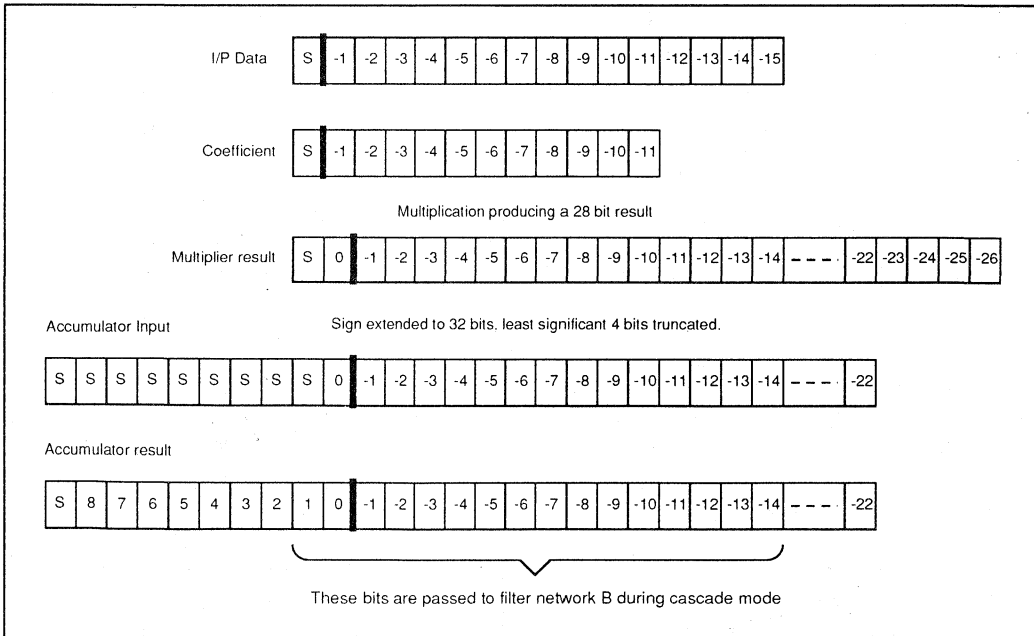 I/P Data S -1 -2 -3 -4 -5 -6 -7 -8 -9 -10 -11 -12 -13 -14 -15
Coefficient S -1 -2 -3 -4 -5 -6 -7 -8 -9 -10 -11
Multiplication producing a 28 bit result
Multiplier result S 0 -1 -2 -3 -4 -5 -6 -7 -8 -9 -10 -11 -12 -13 -14 ---- -22 -23 -24 -25 -26
Accumulator Input Sign extended to 32 bits, least significant 4 bits truncated.
S S S S S S S S S 0 -1 -2 -3 -4 -5 -6 -7 -8 -9 -10 -11 -12 -13 -14 ---- -22
Accumulator result
S 8 7 6 5 4 3 2 1 0 -1 -2 -3 -4 -5 -6 -7 -8 -9 -10 -11 -12 -13 -14 ---- -22
These bits are passed to filter network B during cascade mode